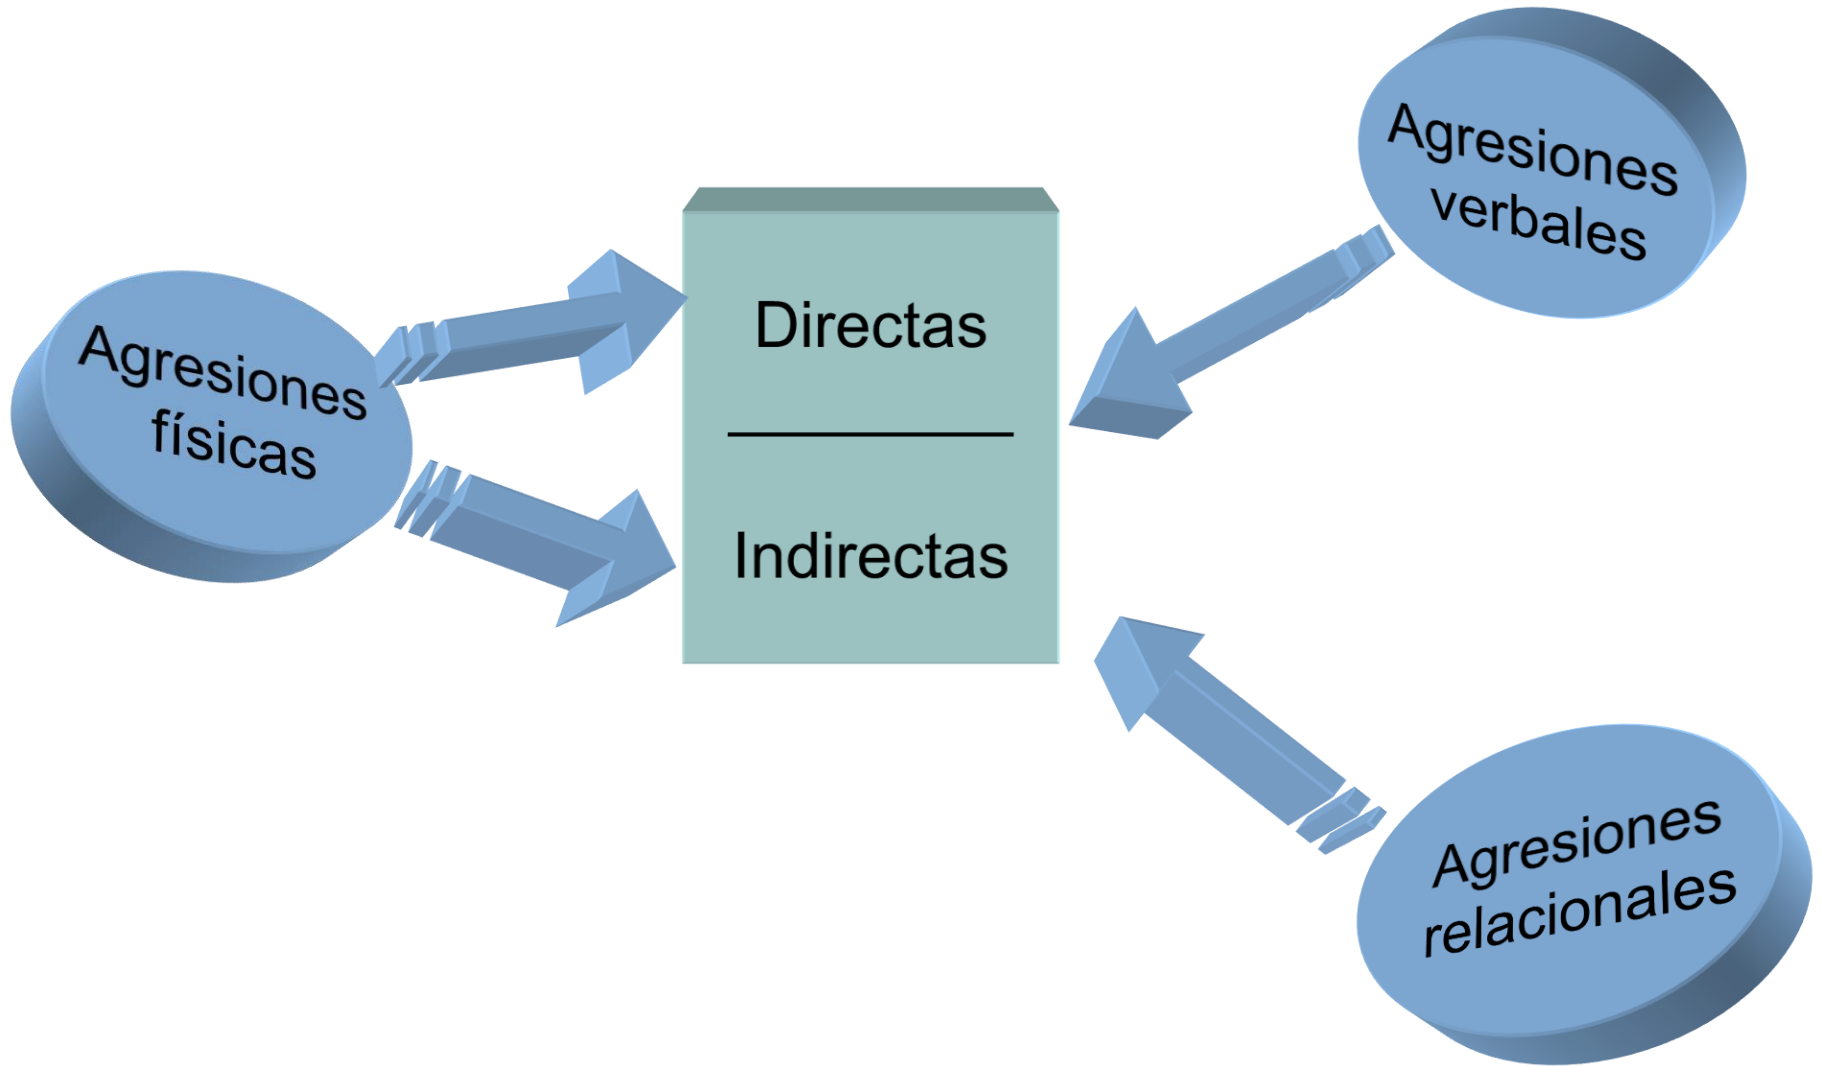 Agresiones
físicas
Directas
Indirectas
Agresiones
verbales
Agresiones
relacionales